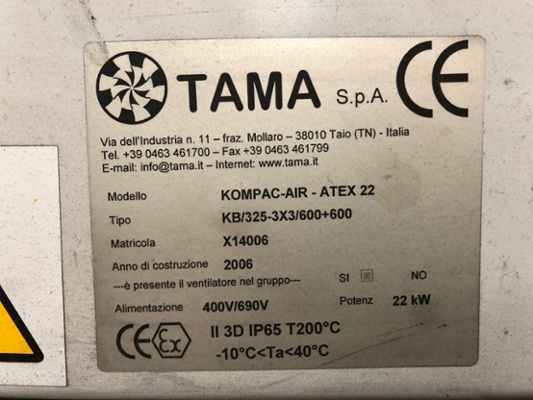 TAMA S.p.A. CE
Via dell'Industria n. 11 – fraz. Mollaro – 38010 Taio (TN) - Italia
Tel. +39 0463 461700 – Fax +39 0463 461799
E-mail: info@tama.it – Internet: www.tama.it
Modello KOMPAC-AIR - ATEX 22
Tipo KB/325-3X3/600+600
Matricola X14006
Anno di costruzione 2006
---è presente il ventilatore nel gruppo--- SI NO
Alimentazione 400V/690V Potenz 22 kW
CE Ex II 3D IP65 T200°C
-10°C<Ta<40°C